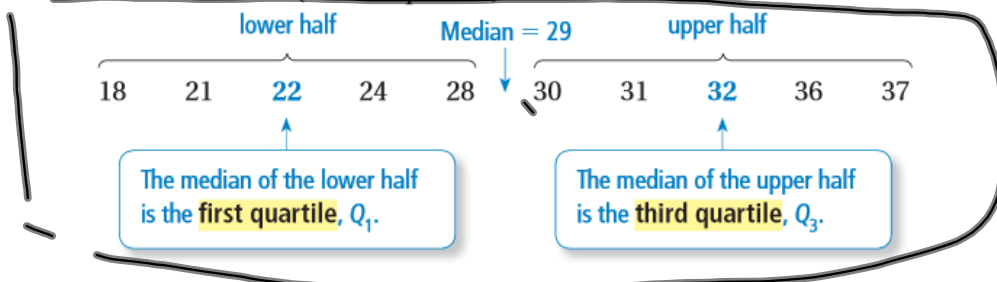 lower half
Median = 29
upper half
18 21 22 24 28 30 31 32 36 37
The median of the lower half
is the first quartile, Q1.
The median of the upper half
is the third quartile, Q3.